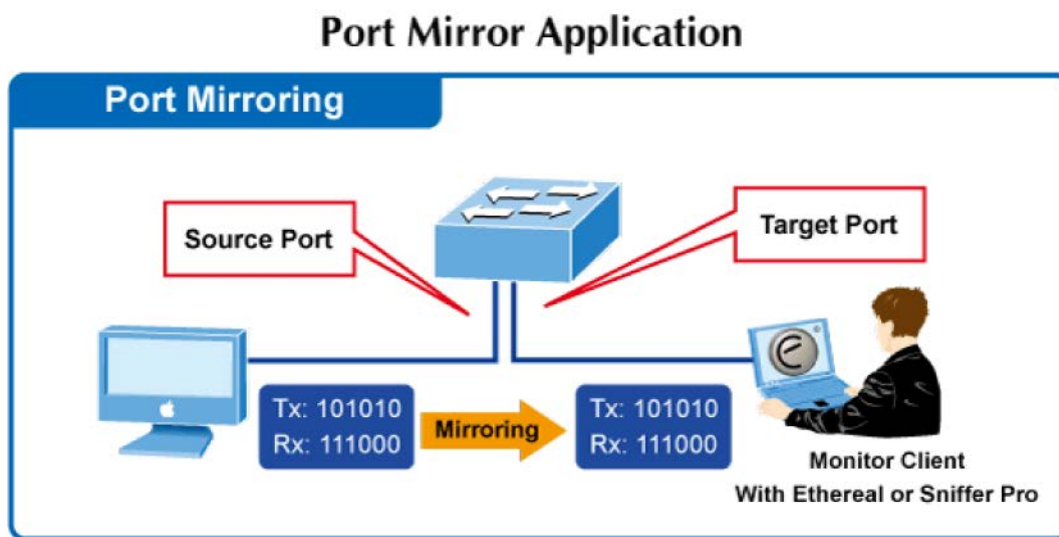 Port Mirror Application
Port Mirroring
Source Port
Target Port
Tx: 101010
Rx: 111000
Mirroring
Tx: 101010
Rx: 111000
Monitor Client
With Ethereal or Sniffer Pro